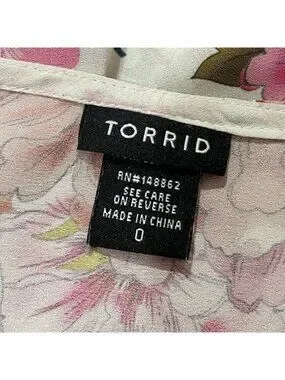 TORRID
RN#148862
SEE CARE
ON REVERSE
MADE IN CHINA
0